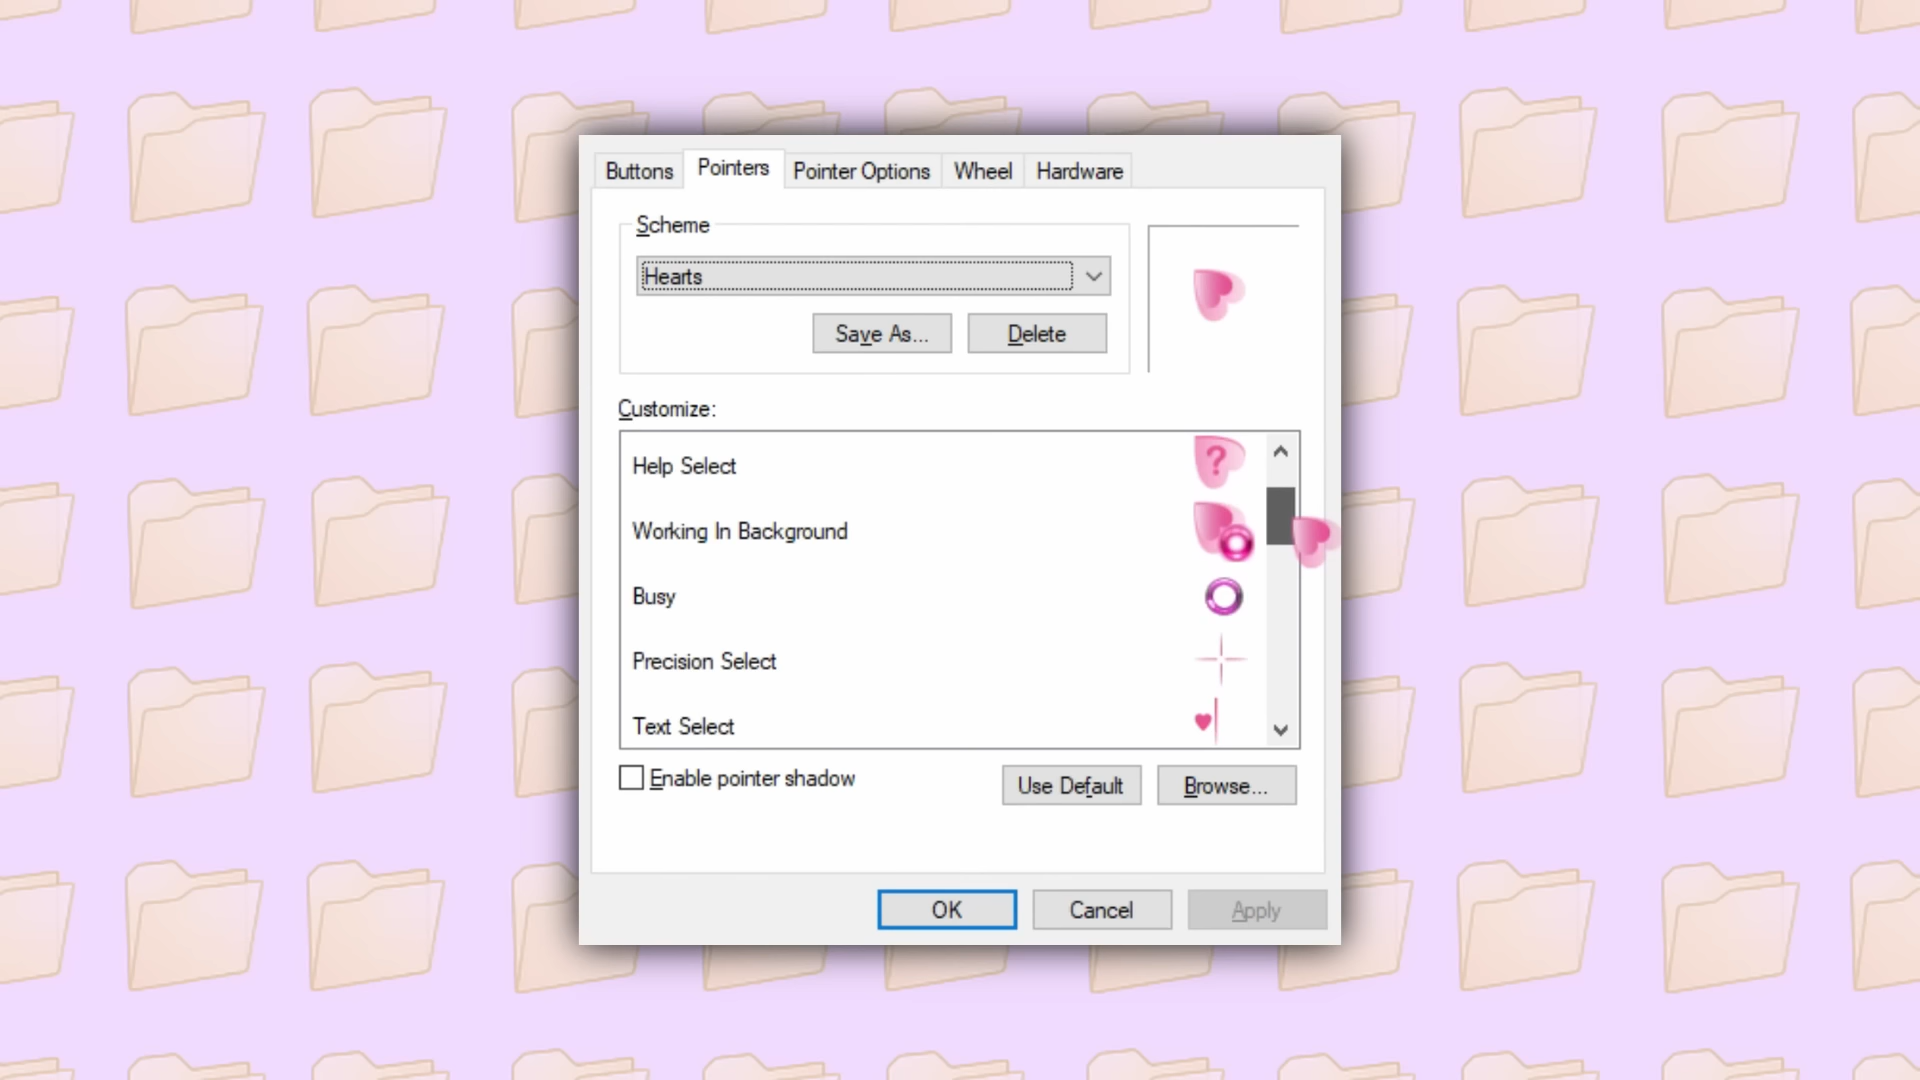 Buttons
Pointers
Pointer Options
Wheel
Hardware
Scheme
Hearts
Save As...
Delete
Customize:
Help Select
?
Working In Background
Busy
Precision Select
Text Select
Enable pointer shadow
Use Default
Browse...
OK
Cancel
Apply